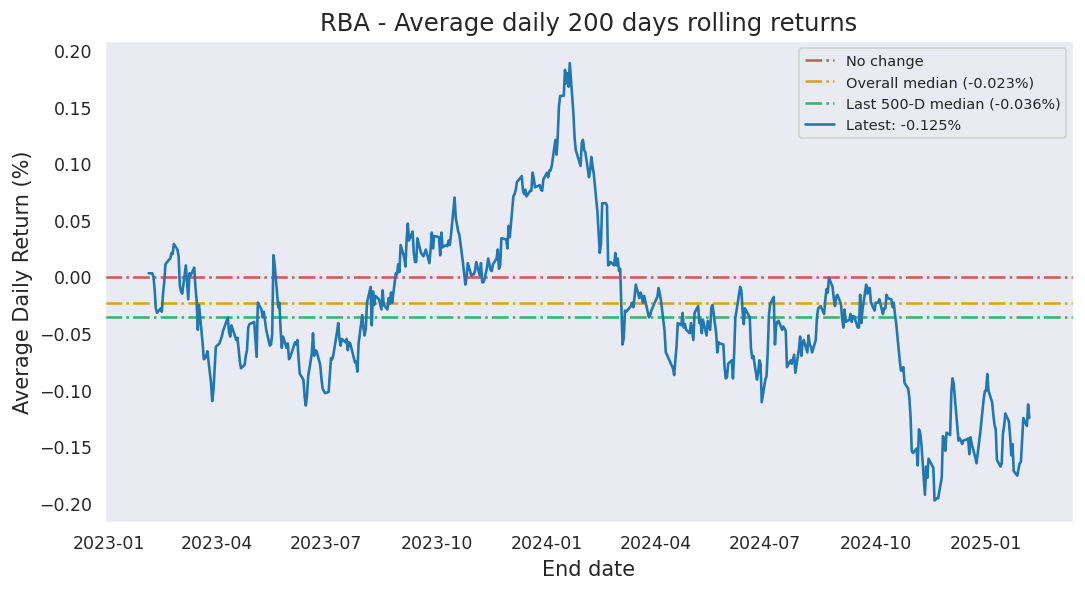 RBA - Average daily 200 days rolling returns
Average Daily Return (%)
0.20
0.15
0.10
0.05
0.00
−0.05
−0.10
−0.15
−0.20
No change
Overall median (-0.023%)
Last 500-D median (-0.036%)
Latest: -0.125%
2023-01 2023-04 2023-07 2023-10 2024-01 2024-04 2024-07 2024-10 2025-01
End date